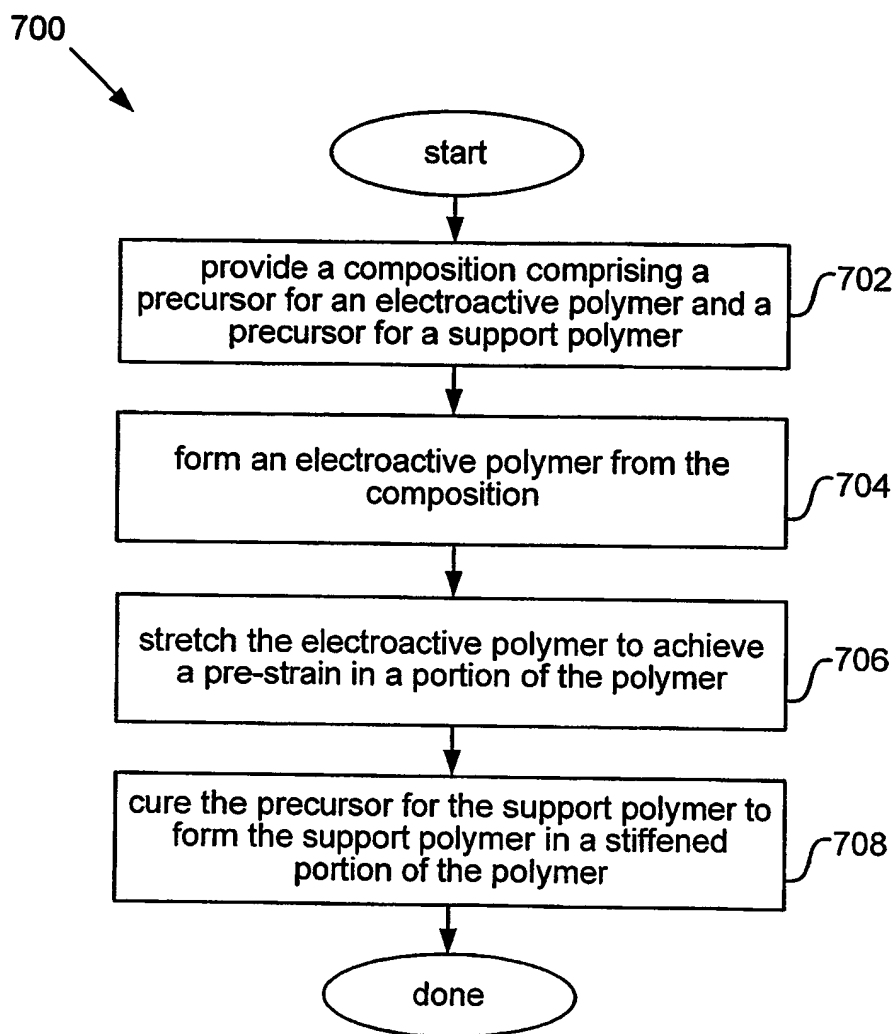 700
start
provide a composition comprising a
precursor for an electroactive polymer and a
precursor for a support polymer
702
form an electroactive polymer from the
composition
704
stretch the electroactive polymer to achieve
a pre-strain in a portion of the polymer
706
cure the precursor for the support polymer to
form the support polymer in a stiffened
portion of the polymer
708
done